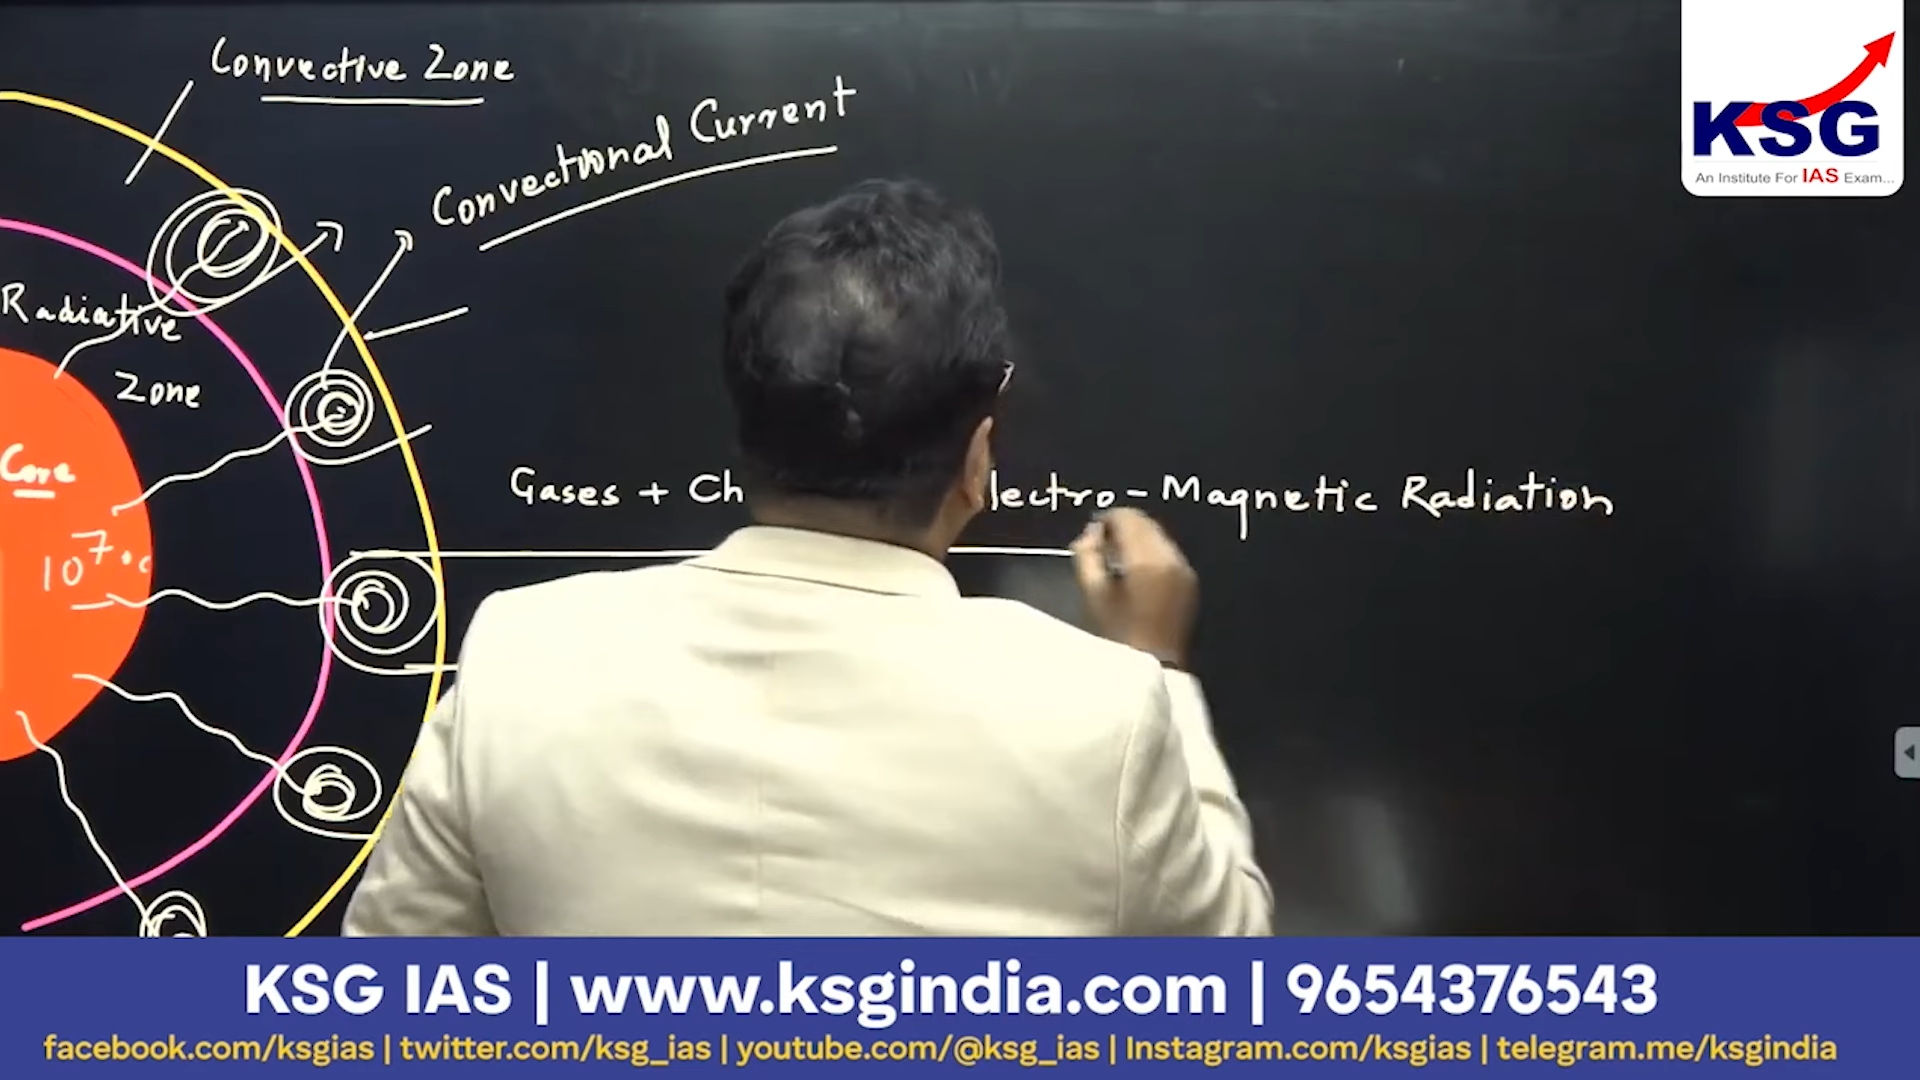 Convective Zone
Convectional Current
Radiative
Zone
Core
10⁷°C
Gases + Ch lectro-Magnetic Radiation
KSG
An Institute For IAS Exam...
KSG IAS | www.ksgindia.com | 9654376543
facebook.com/ksgias | twitter.com/ksg_ias | youtube.com/@ksg_ias | Instagram.com/ksgias | telegram.me/ksgindia